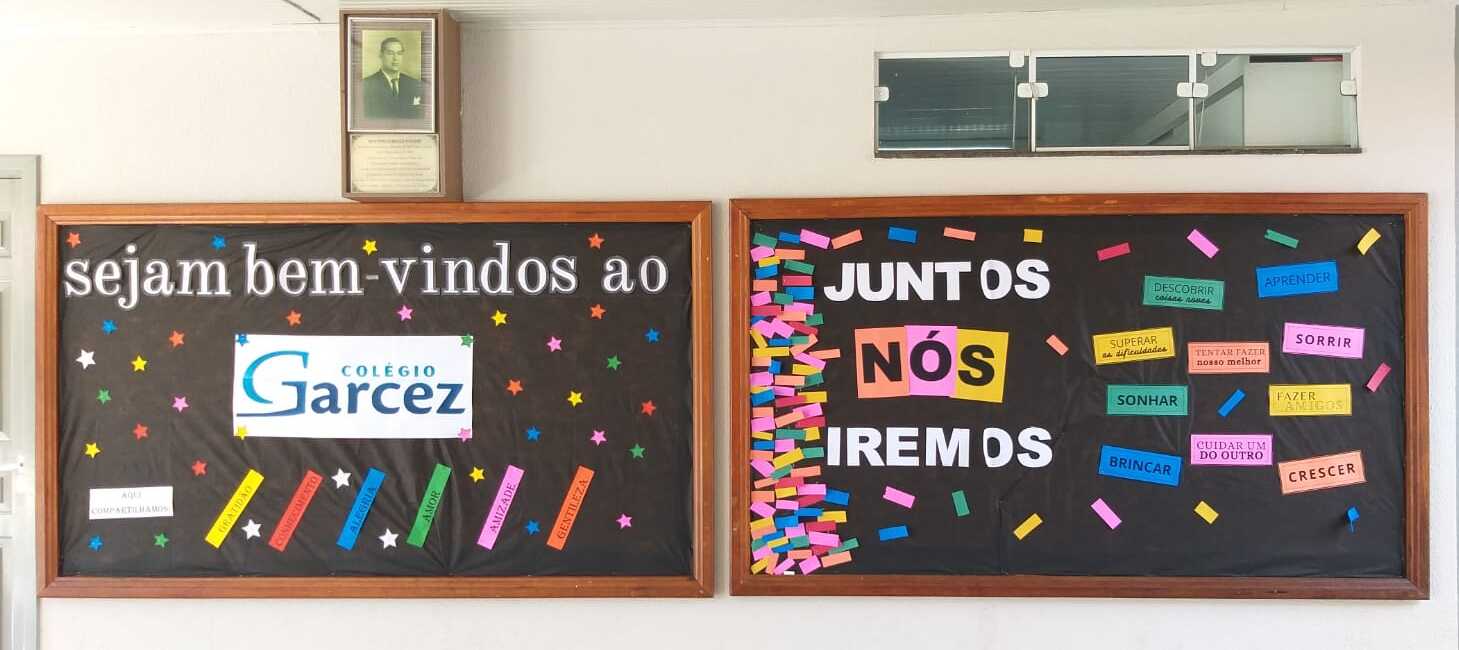 sejam bem-vindos ao
COLÉGIO
Garcez
AQUI
COMPARTILHAMOS
GRATIDÃO
CONHECIMENTO
ALEGRIA
AMOR
AMIZADE
GENTILEZA
JUNTOS
NÓS
IREMOS
DESCOBRIR
coisas novas
APRENDER
SUPERAR
as dificuldades
TENTAR FAZER
nosso melhor
SORRIR
SONHAR
FAZER
AMIGOS
BRINCAR
CUIDAR UM
DO OUTRO
CRESCER